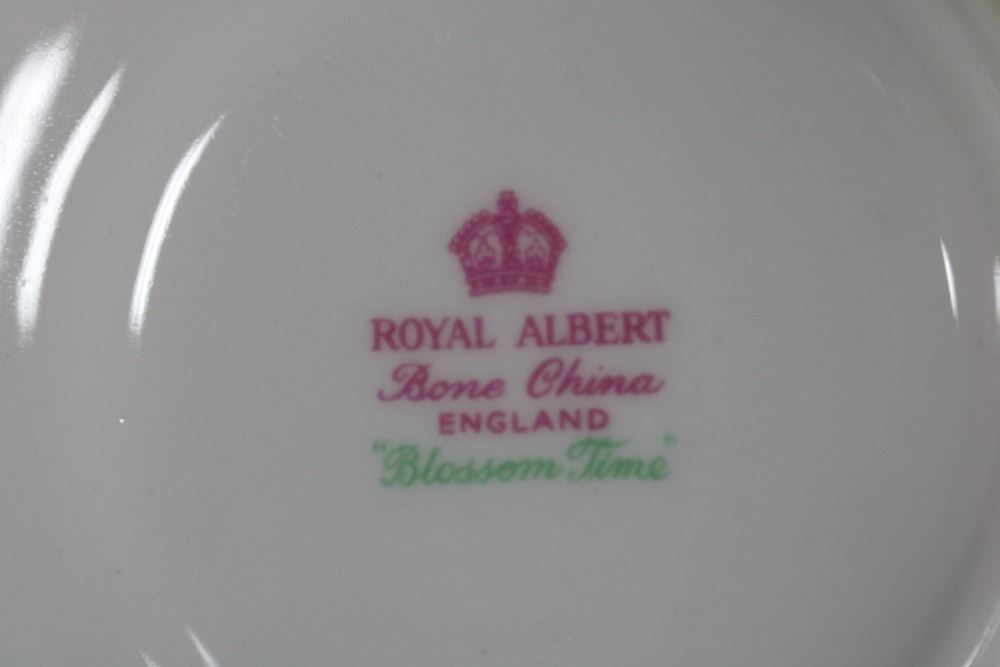 ROYAL ALBERT
Bone China
ENGLAND
"Blossom Time"